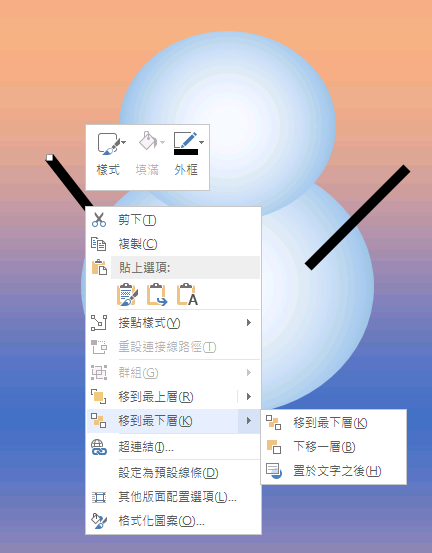 樣式
填滿
外框
剪下(T)
複製(C)
貼上選項:
A
接點樣式(Y)
重設連接線路徑(T)
群組(G)
移到最上層(R)
移到最下層(K)
移到最下層(K)
下移一層(B)
置於文字之後(H)
超連結(I)...
設定為預設線條(D)
其他版面配置選項(L)...
格式化圖案(O)...